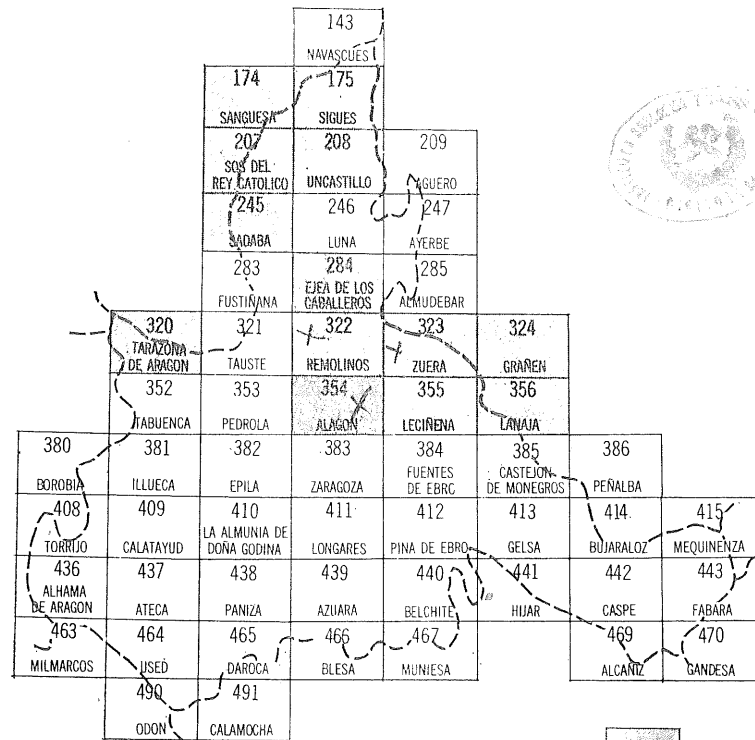 143
NAVASCUES
174 175
SANGUESA SIGUES
207 208 209
SOS DEL
REY CATOLICO UNCASTILLO AGUERO
245 246 247
SADABA LUNA AYERBE
283 284 285
FUSTIÑANA EJEA DE LOS
CABALLEROS ALMUDEBAR
320 321 322 323 324
TARAZONA
DE ARAGON TAUSTE REMOLINOS ZUERA GRAÑEN
352 353 354 355 356
TABUENCA PEDROLA ALAGON LECIÑENA LANAJA
380 381 382 383 384 385 386
BOROBIA ILLUECA EPILA ZARAGOZA FUENTES
DE EBRO CASTEJON
DE MONEGROS PEÑALBA
408 409 410 411 412 413 414 415
TORRIJO CALATAYUD LA ALMUNIA DE
DOÑA GODINA LONGARES PINA DE EBRO GELSA BUJARALOZ MEQUINENZA
436 437 438 439 440 441 442 443
ALHAMA
DE ARAGON ATECA PANIZA AZUARA BELCHITE HIJAR CASPE FABARA
463 464 465 466 467 469 470
MILMARCOS USED DAROCA BLESA MUNIESA ALCAÑIZ GANDESA
490 491
ODON CALAMOCHA